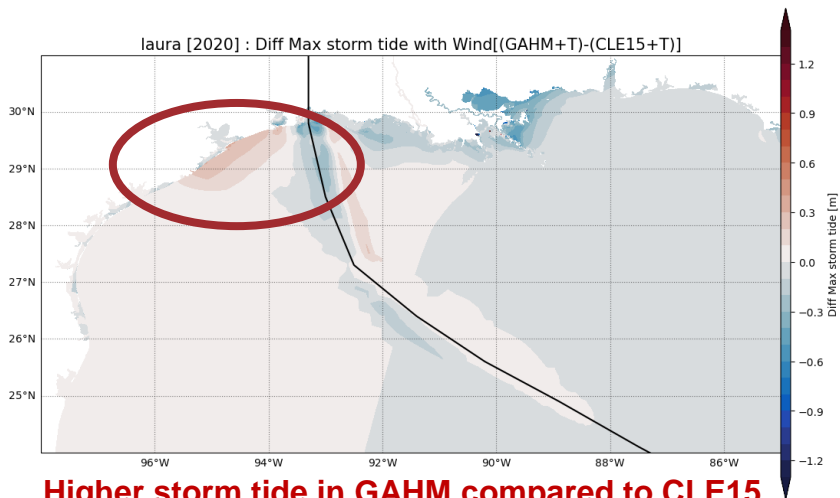 laura [2020] : Diff Max storm tide with Wind[(GAHM+T)-(CLE15+T)]
30°N
29°N
28°N
27°N
26°N
25°N
96°W 94°W 92°W 90°W 88°W 86°W
1.2
0.9
0.6
0.3
0.0
−0.3
−0.6
−0.9
−1.2
Diff Max storm tide [m]
Higher storm tide in GAHM compared to CLE15